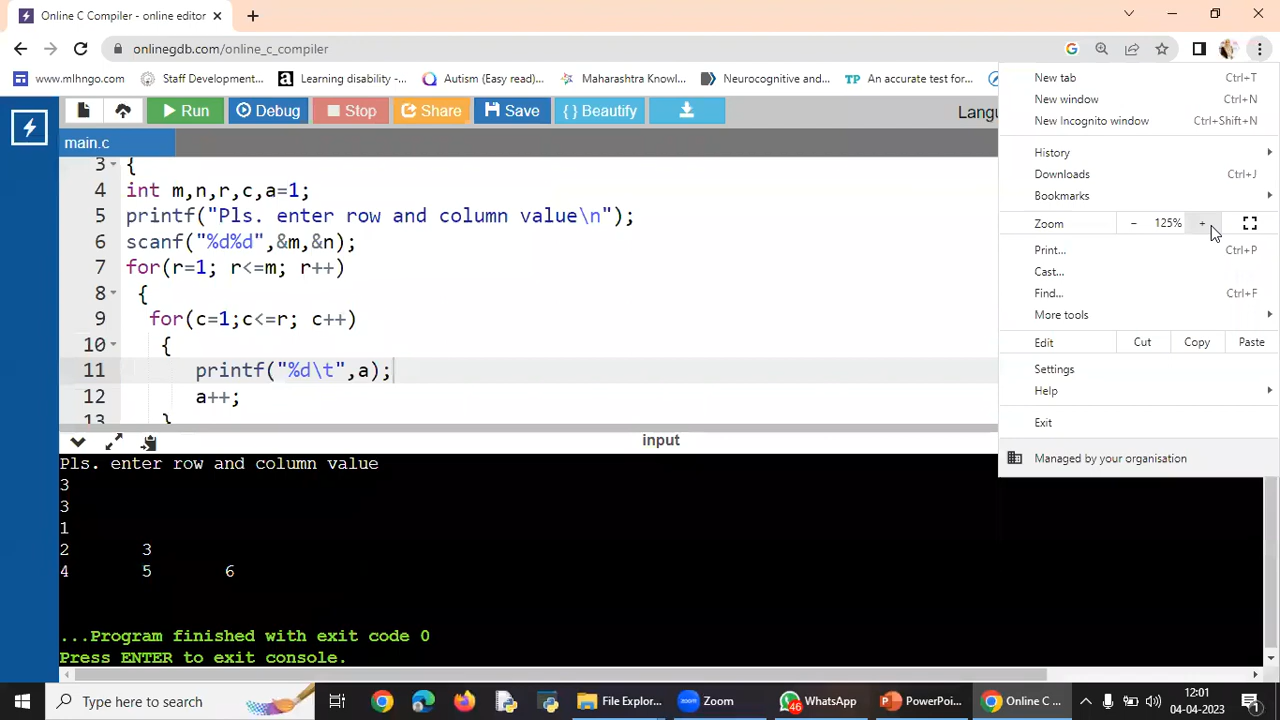 Online C Compiler - online editor
onlinegdb.com/online_c_compiler
www.mlhngo.com Staff Development... Learning disability -... Autism (Easy read)... Maharashtra Knowl... Neurocognitive and... TP An accurate test for...
Run Debug Stop Share Save { } Beautify Langu
main.c
3 {
4 int m,n,r,c,a=1;
5 printf("Pls. enter row and column value\n");
6 scanf("%d%d",&m,&n);
7 for(r=1; r<=m; r++)
8 {
9 for(c=1;c<=r; c++)
10 {
11 printf("%d\t",a);
12 a++;
13 }
input
Pls. enter row and column value
3
3
1
2 3
4 5 6
...Program finished with exit code 0
Press ENTER to exit console.
New tab Ctrl+T
New window Ctrl+N
New Incognito window Ctrl+Shift+N
History
Downloads Ctrl+J
Bookmarks
Zoom - 125% +
Print... Ctrl+P
Cast...
Find... Ctrl+F
More tools
Edit Cut Copy Paste
Settings
Help
Exit
Managed by your organisation
Type here to search File Explor... Zoom 46 WhatsApp PowerPoi... Online C ... 12:01
04-04-2023 1